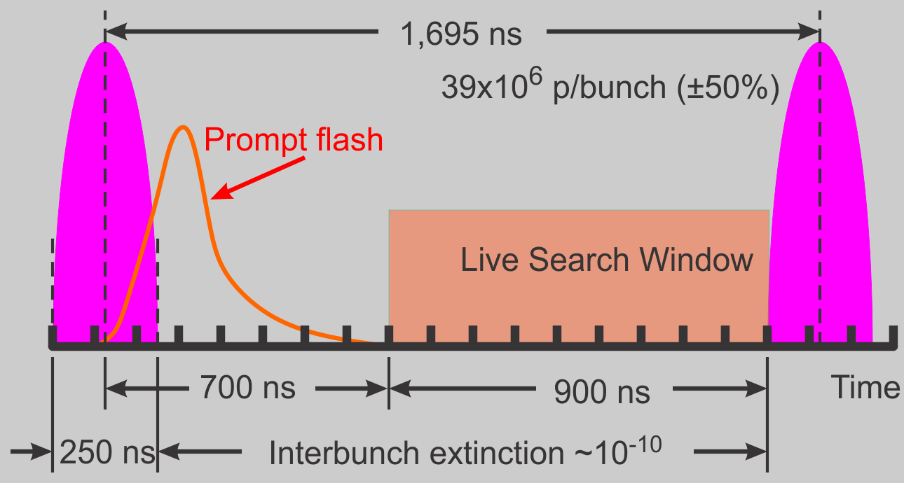 1,695 ns
39x10⁶ p/bunch (±50%)
Prompt flash
Live Search Window
700 ns
900 ns
Time
250 ns
Interbunch extinction ~10⁻¹⁰